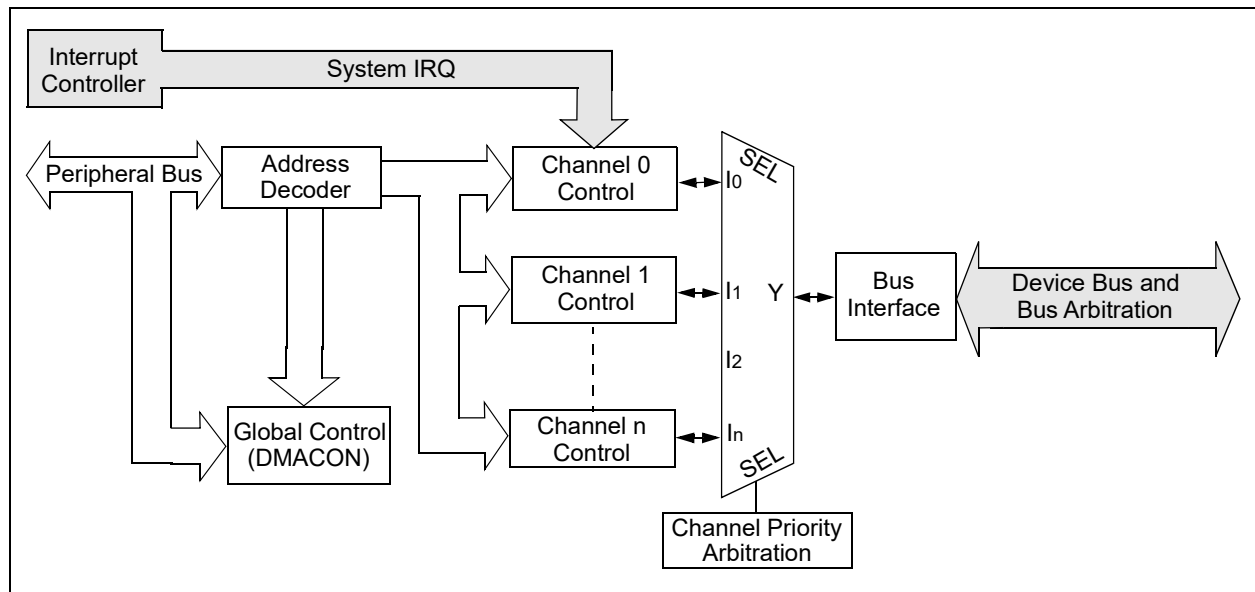 Interrupt
Controller
System IRQ
Peripheral Bus
Address
Decoder
Channel 0
Control
SEL
I0
Channel 1
Control
I1
Y
Bus
Interface
Device Bus and
Bus Arbitration
I2
Global Control
(DMACON)
Channel n
Control
In
SEL
Channel Priority
Arbitration